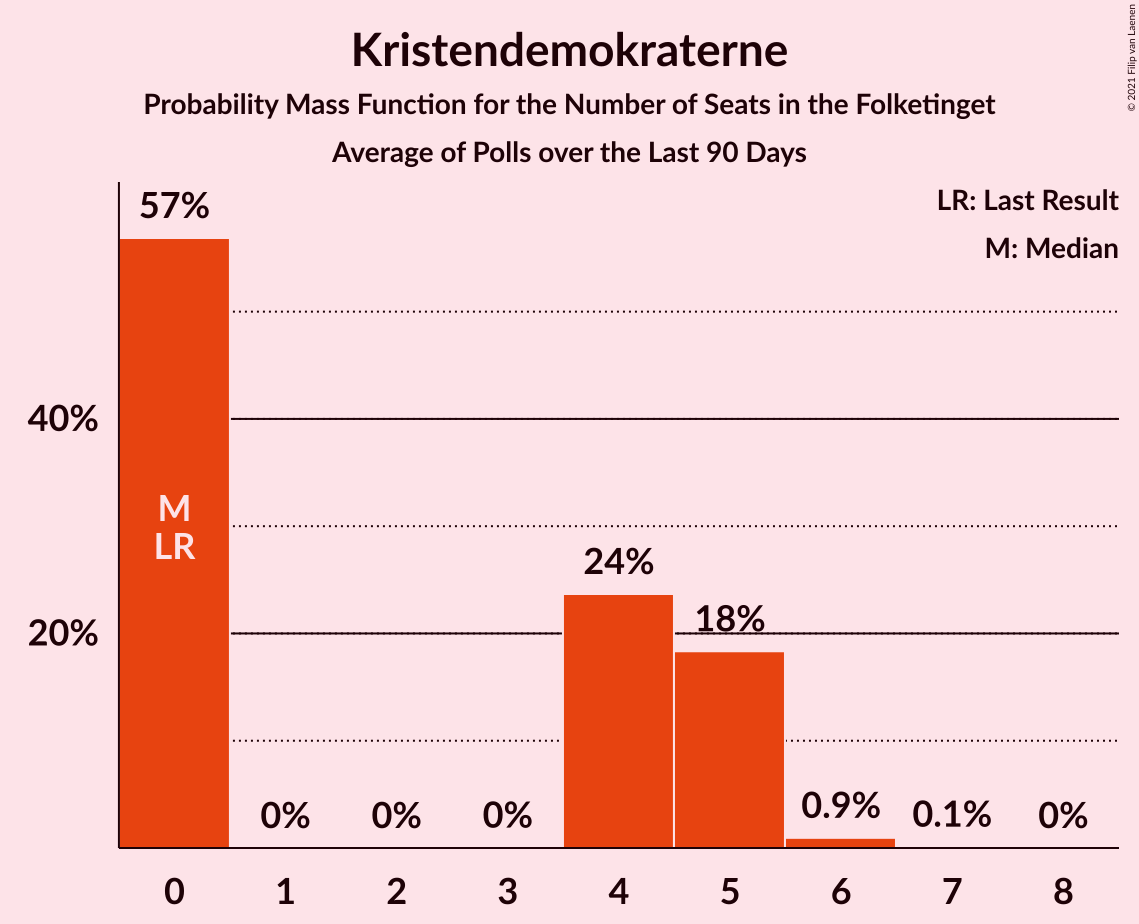 Kristendemokraterne
Probability Mass Function for the Number of Seats in the Folketinget
Average of Polls over the Last 90 Days
© 2021 Filip van Laenen
LR: Last Result
M: Median
57%
40%
M
LR
24%
20%
18%
0%
0%
0%
0.9%
0.1%
0%
0 1 2 3 4 5 6 7 8